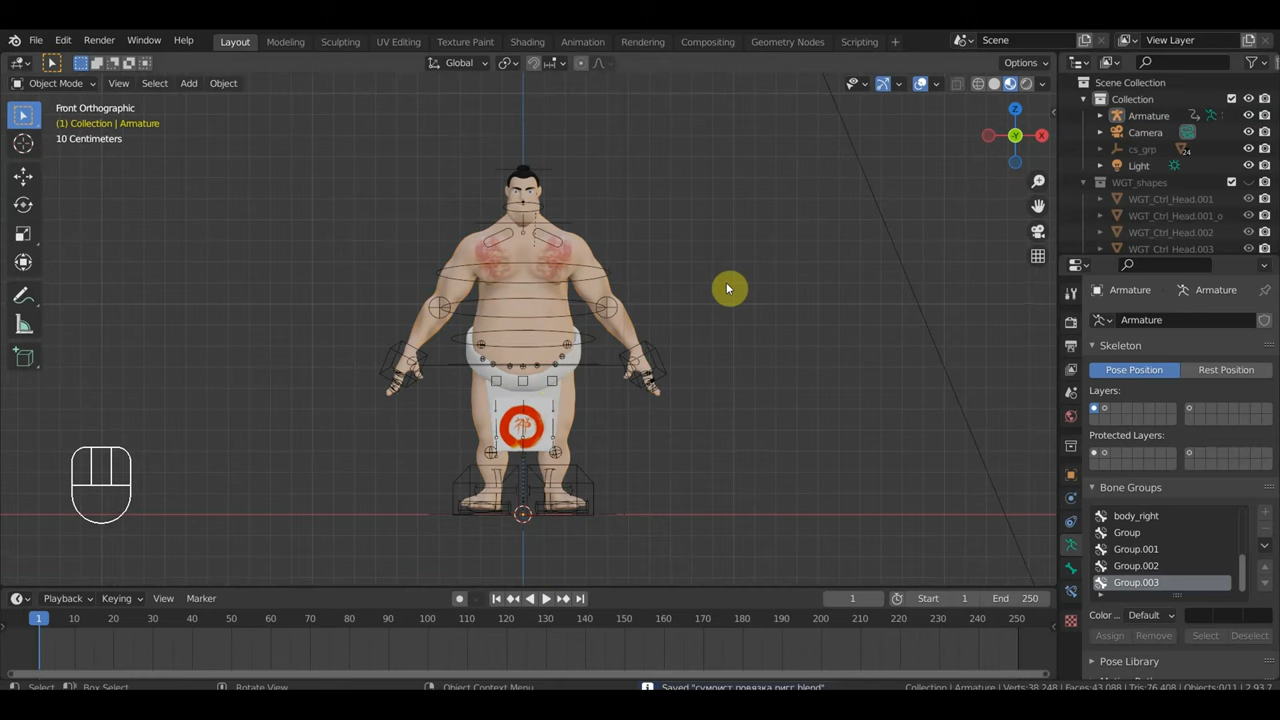 File Edit Render Window Help
Layout Modeling Sculpting UV Editing Texture Paint Shading Animation Rendering Compositing Geometry Nodes Scripting +
Scene
View Layer
Global
Options
Object Mode View Select Add Object
Front Orthographic
(1) Collection | Armature
10 Centimeters
Z
X
-Y
Scene Collection
Collection
Armature
Camera
cs_grp
24
Light
WGT_shapes
WGT_Ctrl_Head.001
WGT_Ctrl_Head.001_o
WGT_Ctrl_Head.002
WGT_Ctrl_Head.003
Armature Armature
Armature
Skeleton
Pose Position Rest Position
Layers:
Protected Layers:
Bone Groups
body_right
Group
Group.001
Group.002
Group.003
Color ... Default
Assign Remove Select Deselect
Pose Library
Playback Keying View Marker
1 Start 1 End 250
1 10 20 30 40 50 60 70 80 90 100 110 120 130 140 150 160 170 180 190 200 210 220 230 240 250
Select Box Select Rotate View Object Context Menu Saved "сумоист повязка ригг.blend" Collection | Armature | Verts:38,248 | Faces:43,088 | Tris:76,408 | Objects:0/11 | 2.93.7